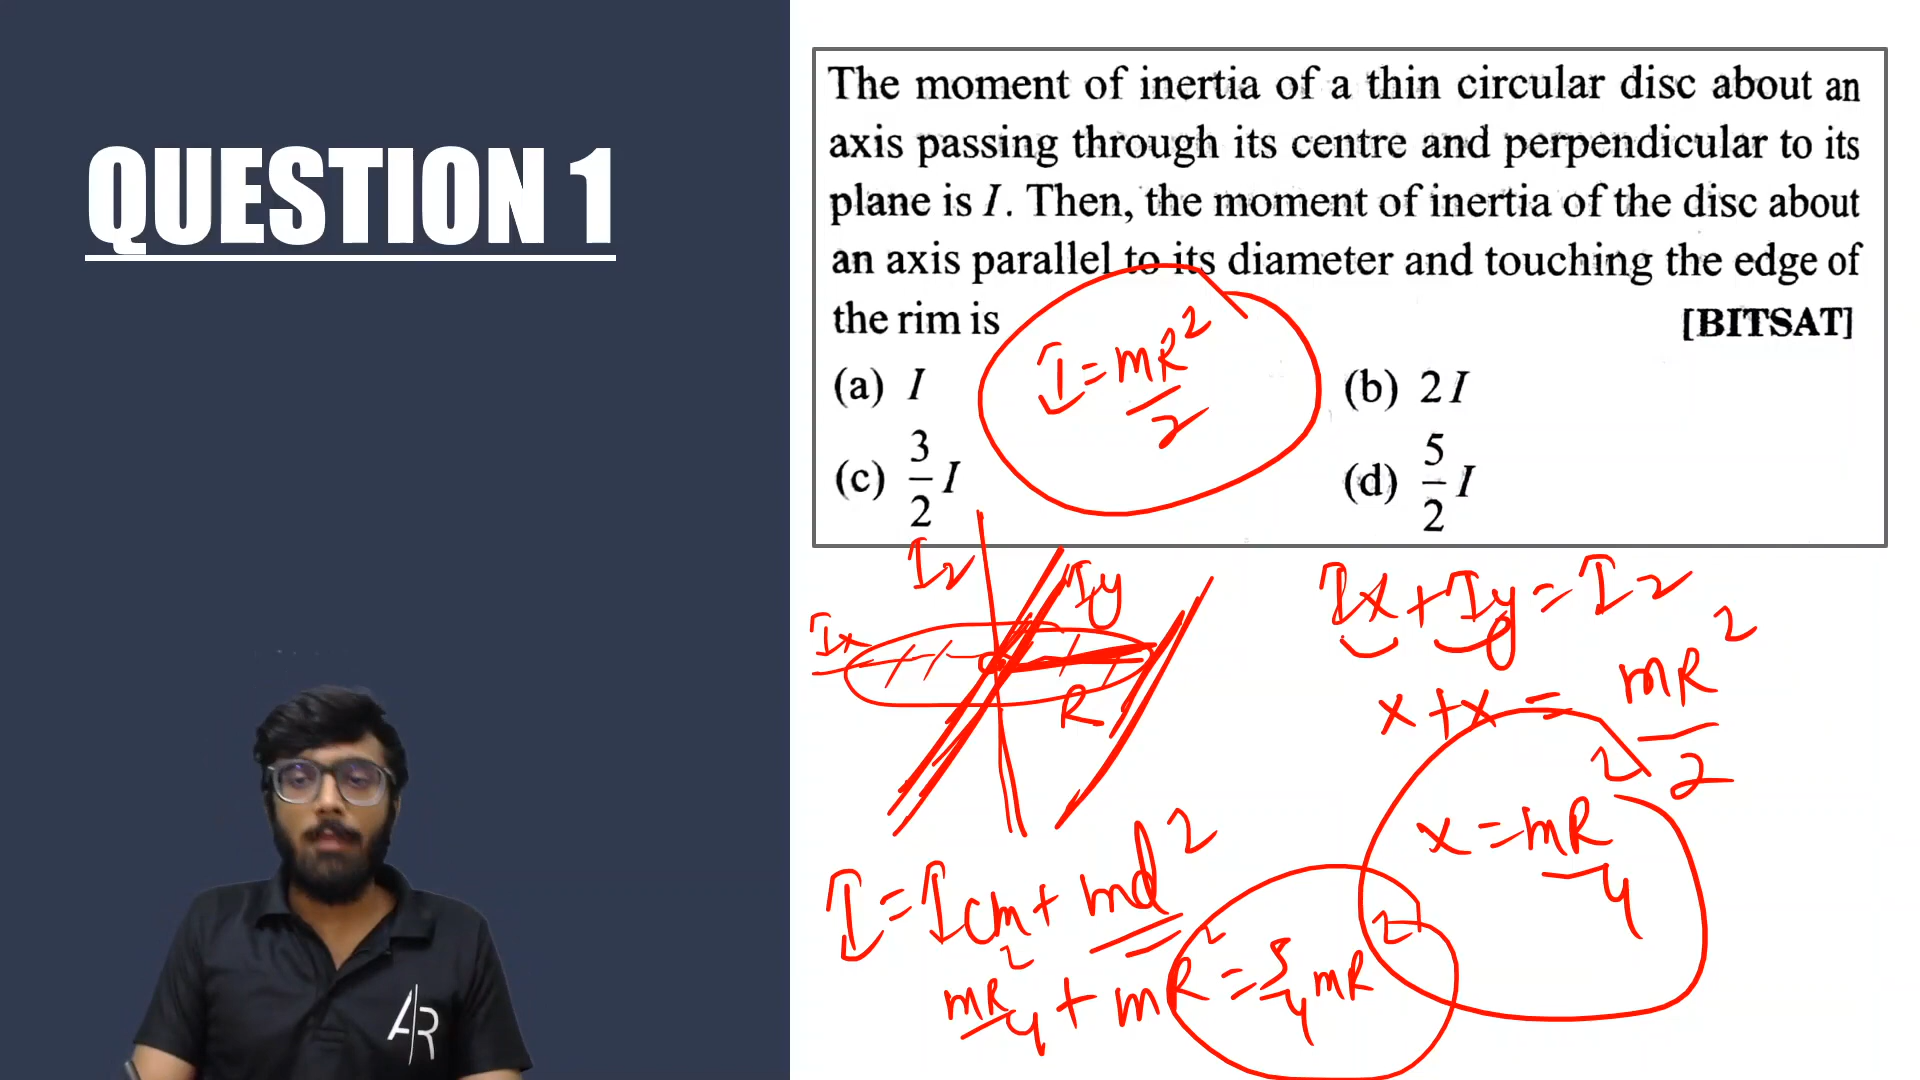 QUESTION 1
The moment of inertia of a thin circular disc about an
axis passing through its centre and perpendicular to its
plane is I. Then, the moment of inertia of the disc about
an axis parallel to its diameter and touching the edge of
the rim is [BITSAT]
(a) I (b) 2I
(c) 3/2 I (d) 5/2 I
I = mR²/2
Iz
Iy
Ix
R
Ix + Iy = Iz
x + x = mR²/2
x = mR²/4
I = Icm + md²
mR²/4 + mR² = 5/4 mR²
AR